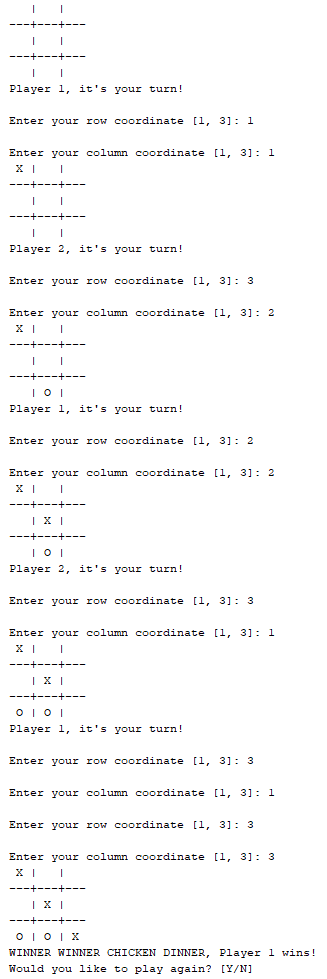 |   |
---+---+---
   |   |
---+---+---
   |   |
Player 1, it's your turn!
Enter your row coordinate [1, 3]: 1
Enter your column coordinate [1, 3]: 1
 X |   |
---+---+---
   |   |
---+---+---
   |   |
Player 2, it's your turn!
Enter your row coordinate [1, 3]: 3
Enter your column coordinate [1, 3]: 2
 X |   |
---+---+---
   |   |
---+---+---
   | O |
Player 1, it's your turn!
Enter your row coordinate [1, 3]: 2
Enter your column coordinate [1, 3]: 2
 X |   |
---+---+---
   | X |
---+---+---
   | O |
Player 2, it's your turn!
Enter your row coordinate [1, 3]: 3
Enter your column coordinate [1, 3]: 1
 X |   |
---+---+---
   | X |
---+---+---
 O | O |
Player 1, it's your turn!
Enter your row coordinate [1, 3]: 3
Enter your column coordinate [1, 3]: 1
Enter your row coordinate [1, 3]: 3
Enter your column coordinate [1, 3]: 3
 X |   |
---+---+---
   | X |
---+---+---
 O | O | X
WINNER WINNER CHICKEN DINNER, Player 1 wins!
Would you like to play again? [Y/N]